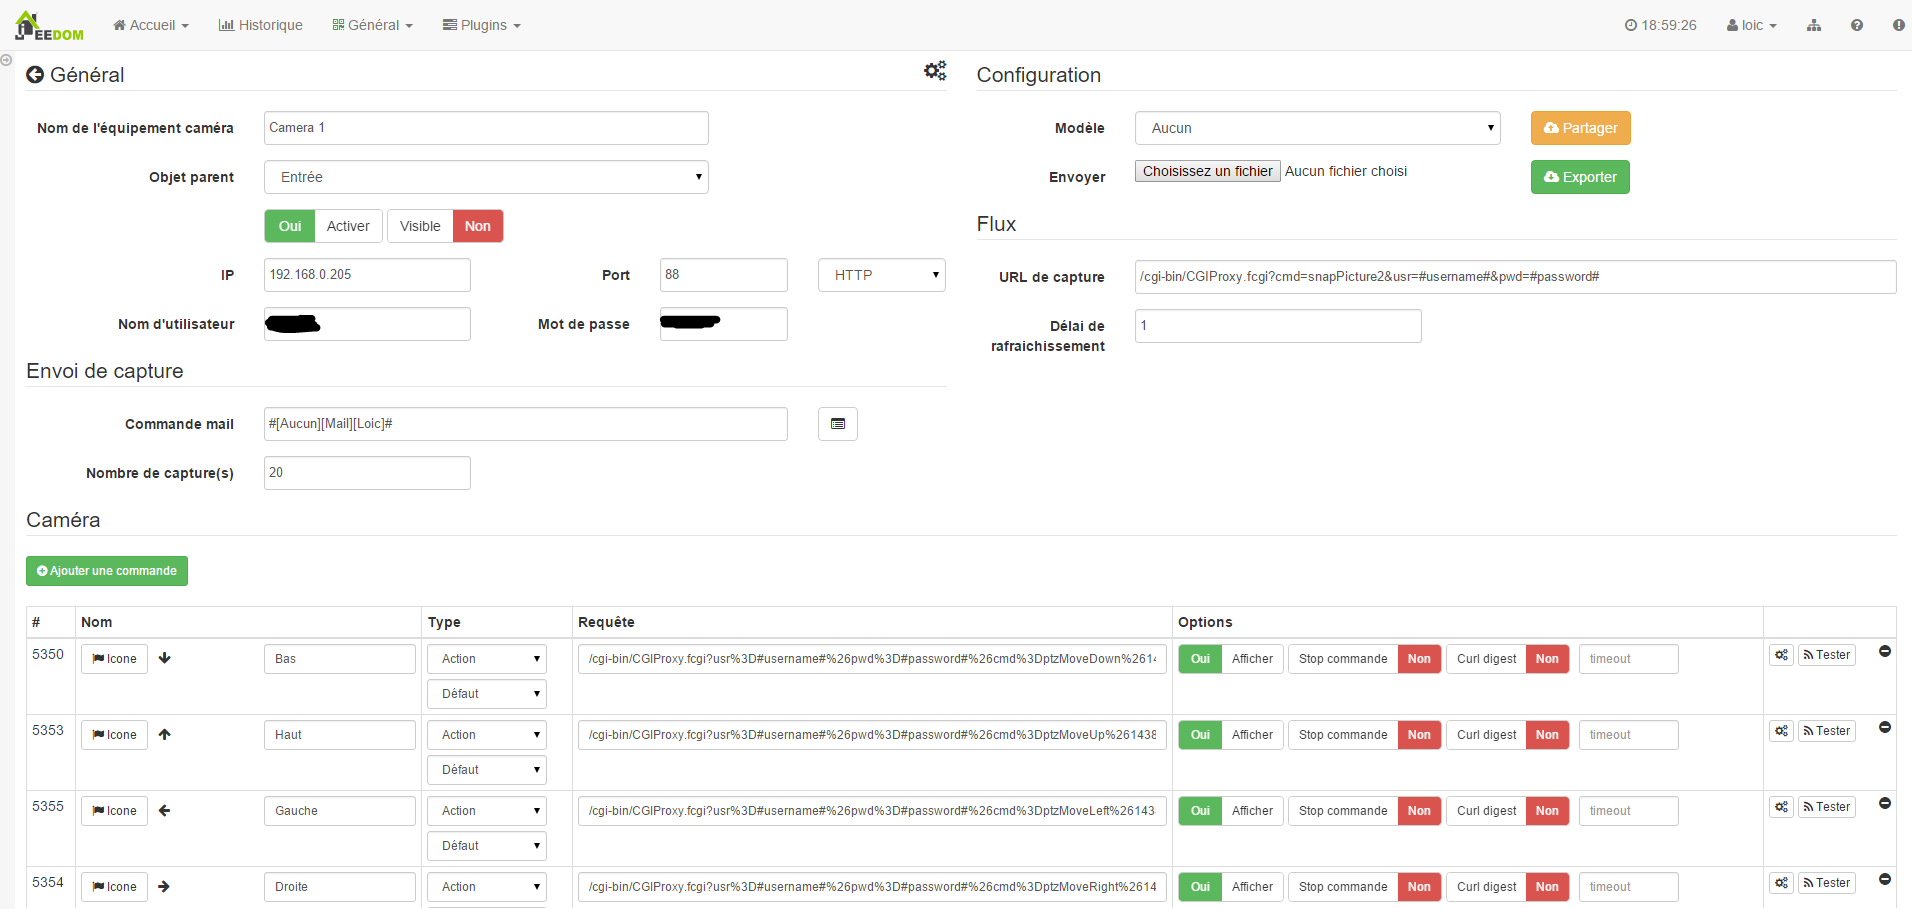 JEEDOM Accueil Historique Général Plugins 18:59:26 loic
Général
Nom de l'équipement caméra Camera 1
Objet parent Entrée
Oui Activer Visible Non
IP 192.168.0.205 Port 88 HTTP
Nom d'utilisateur Mot de passe
Envoi de capture
Commande mail #[Aucun][Mail][Loic]#
Nombre de capture(s) 20
Configuration
Modèle Aucun Partager
Envoyer Choisissez un fichier Aucun fichier choisi Exporter
Flux
URL de capture /cgi-bin/CGIProxy.fcgi?cmd=snapPicture2&usr=#username#&pwd=#password#
Délai de
rafraichissement 1
Caméra
Ajouter une commande
# Nom Type Requête Options
5350 Icone Bas Action /cgi-bin/CGIProxy.fcgi?usr%3D#username#%26pwd%3D#password#%26cmd%3DptzMoveDown%2614 Oui Afficher Stop commande Non Curl digest Non timeout Tester
Défaut
5353 Icone Haut Action /cgi-bin/CGIProxy.fcgi?usr%3D#username#%26pwd%3D#password#%26cmd%3DptzMoveUp%261438 Oui Afficher Stop commande Non Curl digest Non timeout Tester
Défaut
5355 Icone Gauche Action /cgi-bin/CGIProxy.fcgi?usr%3D#username#%26pwd%3D#password#%26cmd%3DptzMoveLeft%26143 Oui Afficher Stop commande Non Curl digest Non timeout Tester
Défaut
5354 Icone Droite Action /cgi-bin/CGIProxy.fcgi?usr%3D#username#%26pwd%3D#password#%26cmd%3DptzMoveRight%2614 Oui Afficher Stop commande Non Curl digest Non timeout Tester